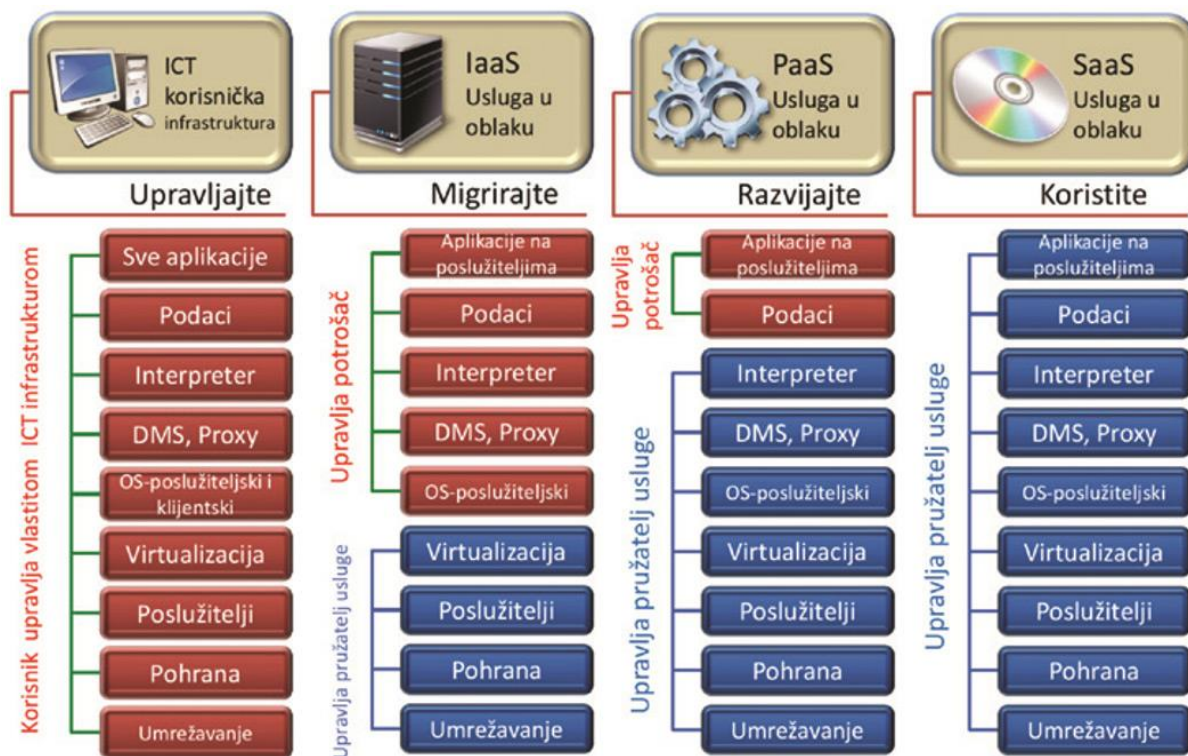 ICT
korisnička
infrastruktura
Upravljajte
Korisnik upravlja vlastitom ICT infrastrukturom
Sve aplikacije
Podaci
Interpreter
DMS, Proxy
OS-poslužiteljski i
klijentski
Virtualizacija
Poslužitelji
Pohrana
Umrežavanje
IaaS
Usluga u
oblaku
Migrirajte
Upravlja potrošač
Aplikacije na
poslužiteljima
Podaci
Interpreter
DMS, Proxy
OS-poslužiteljski
Upravlja pružatelj usluge
Virtualizacija
Poslužitelji
Pohrana
Umrežavanje
PaaS
Usluga u
oblaku
Razvijajte
Upravlja
potrošač
Aplikacije na
poslužiteljima
Podaci
Upravlja pružatelj usluge
Interpreter
DMS, Proxy
OS-poslužiteljski
Virtualizacija
Poslužitelji
Pohrana
Umrežavanje
SaaS
Usluga u
oblaku
Koristite
Upravlja pružatelj usluge
Aplikacije na
poslužiteljima
Podaci
Interpreter
DMS, Proxy
OS-poslužiteljski
Virtualizacija
Poslužitelji
Pohrana
Umrežavanje